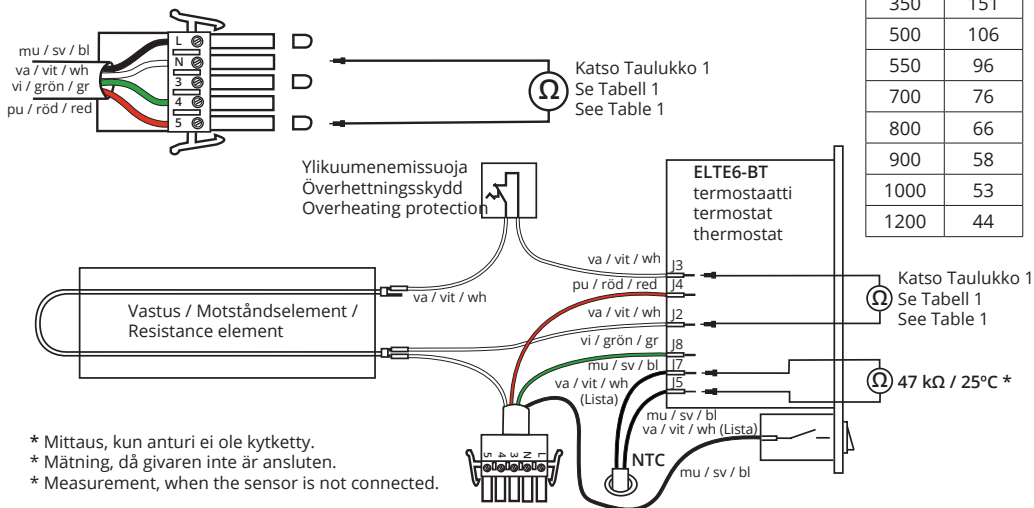 350 151
500 106
550 96
700 76
800 66
900 58
1000 53
1200 44
mu / sv / bl
va / vit / wh
vi / grön / gr
pu / röd / red
L
N
3
4
5
Ω
Katso Taulukko 1
Se Tabell 1
See Table 1
Ylikuumenemissuoja
Överhettningsskydd
Overheating protection
ELTE6-BT
termostaatti
termostat
thermostat
va / vit / wh
J3
pu / röd / red
J4
va / vit / wh
va / vit / wh
J2
vi / grön / gr
J8
mu / sv / bl
J7
va / vit / wh
(Lista)
J5
Vastus / Motståndselement /
Resistance element
Ω
Katso Taulukko 1
Se Tabell 1
See Table 1
Ω
47 kΩ / 25ºC *
mu / sv / bl
va / vit / wh (Lista)
NTC
mu / sv / bl
5 4 3 N L
* Mittaus, kun anturi ei ole kytketty.
* Mätning, då givaren inte är ansluten.
* Measurement, when the sensor is not connected.